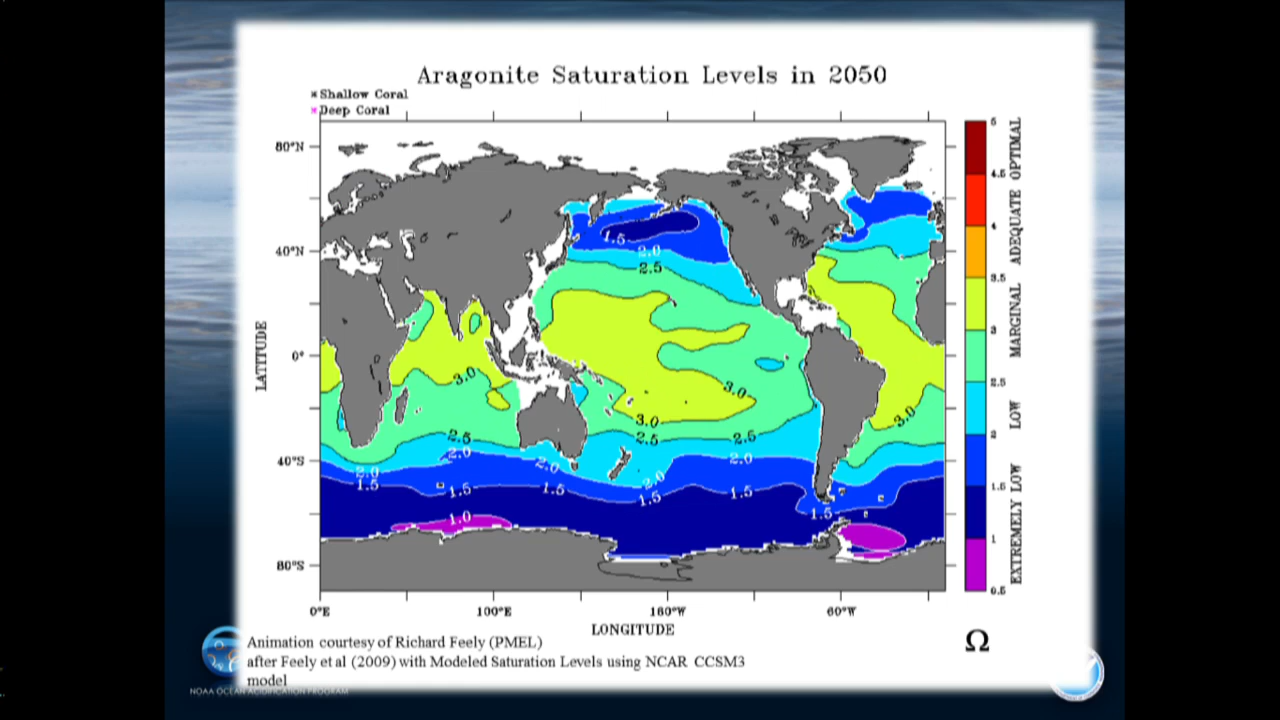 Aragonite Saturation Levels in 2050
*Shallow Coral
*Deep Coral
80°N
40°N
0°
40°S
80°S
LATITUDE
0°E
100°E
160°W
60°W
LONGITUDE
1.5
2.0
2.5
3.0
3.0
3.0
3.0
2.5
2.5
2.5
2.0
2.0
2.0
2.0
2.0
1.5
1.5
1.5
1.5
1.5
1.5
1.0
5
4.5
4
3.5
3
2.5
2
1.5
1
0.5
OPTIMAL
ADEQUATE
MARGINAL
LOW
EXTREMELY LOW
Ω
Animation courtesy of Richard Feely (PMEL)
after Feely et al (2009) with Modeled Saturation Levels using NCAR CCSM3
model
NOAA OCEAN ACIDIFICATION PROGRAM